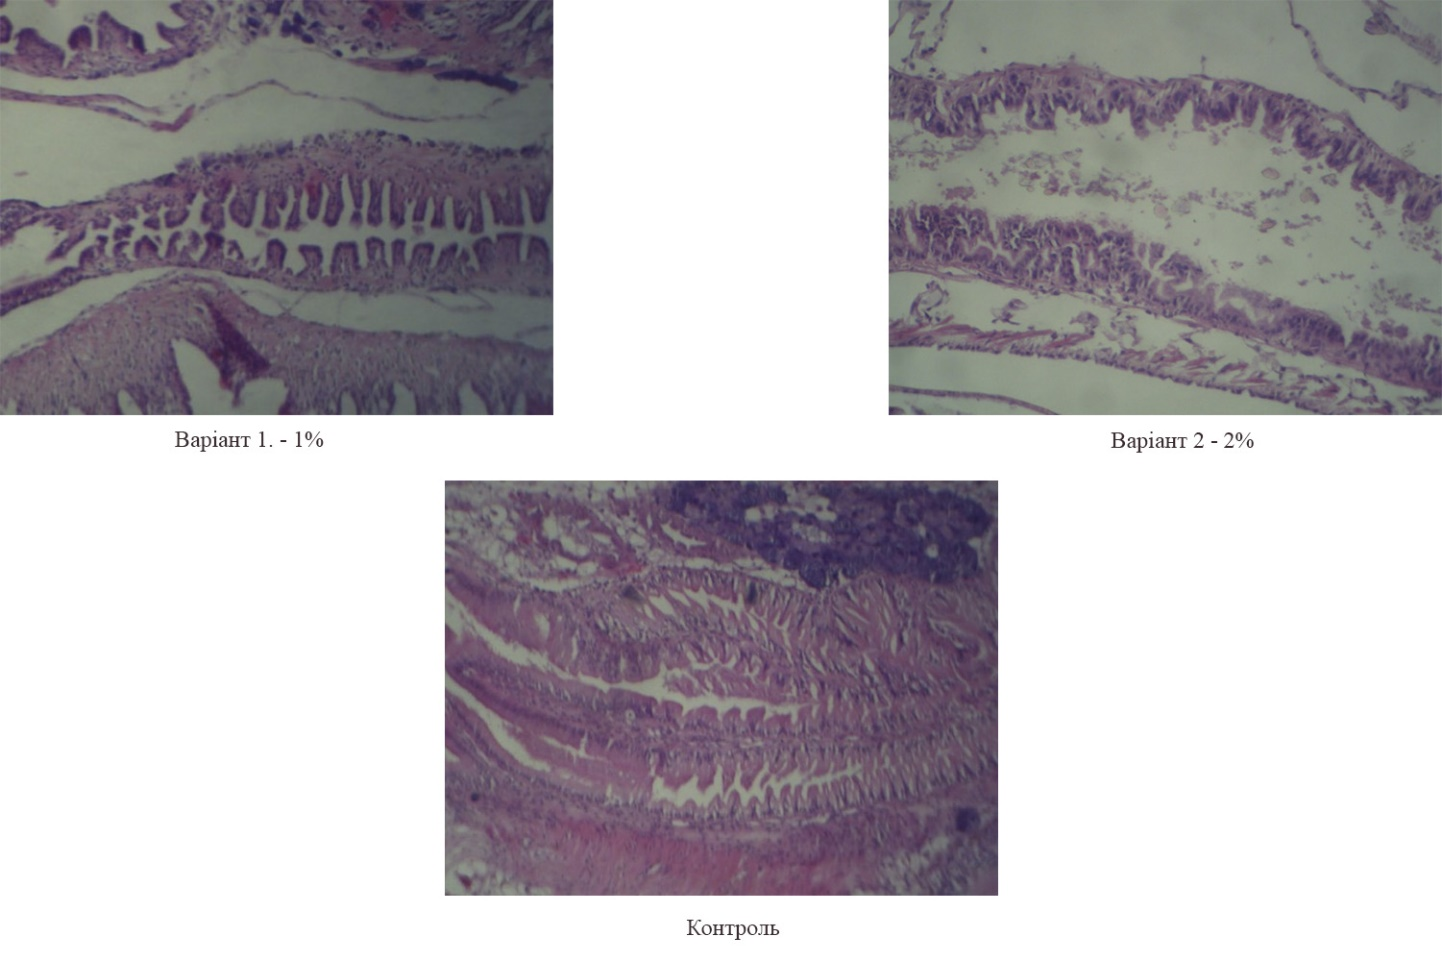 Варіант 1. - 1%
Варіант 2 - 2%
Контроль